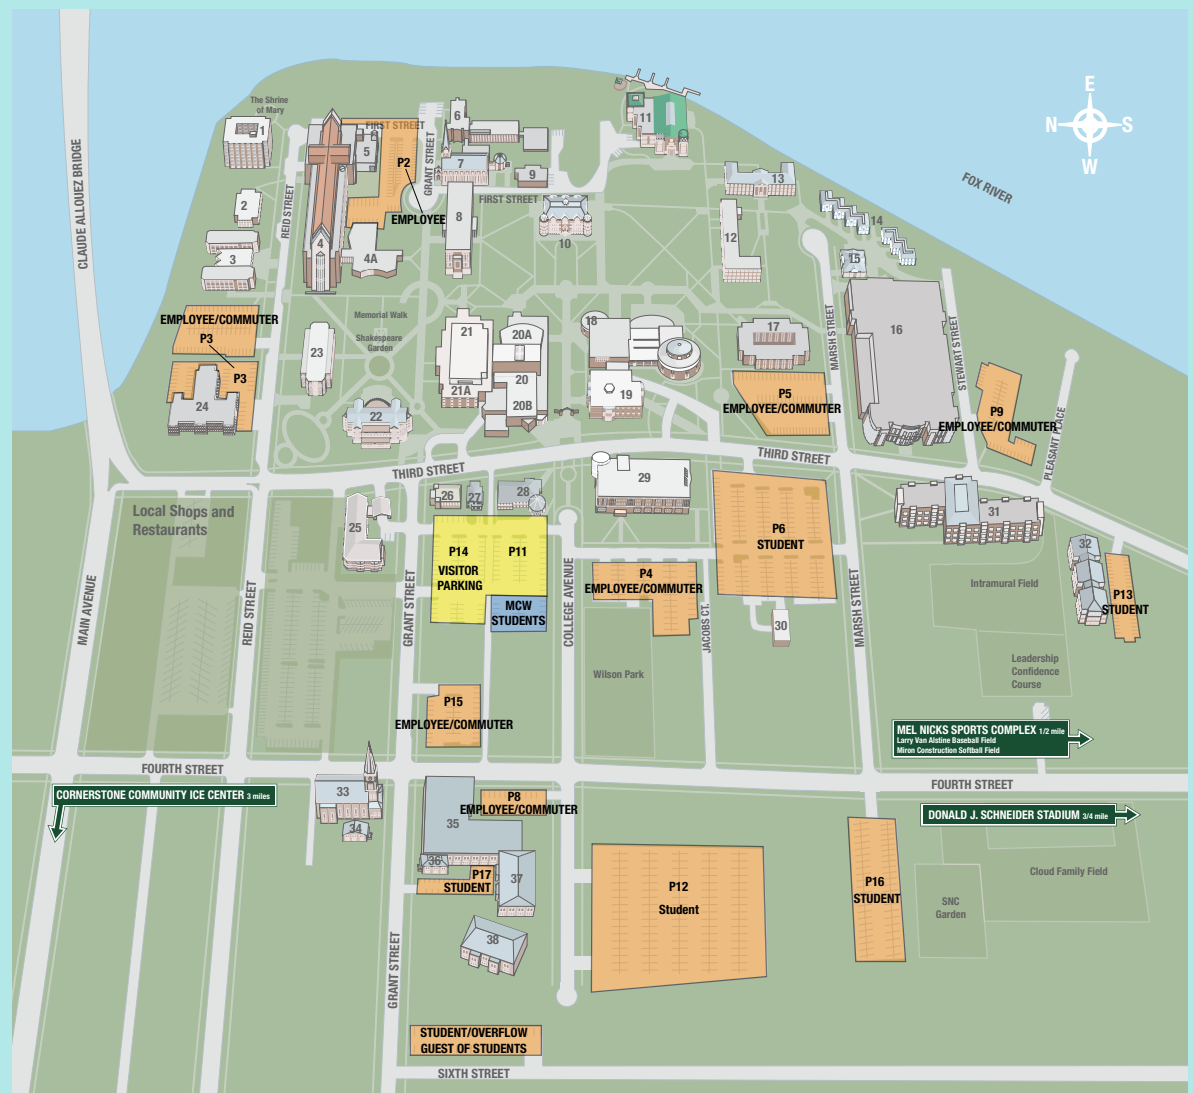 E
N
S
W
The Shrine
of Mary
1
FIRST STREET
5
P2
EMPLOYEE
GRANT STREET
6
7
9
11
FOX RIVER
CLAUDE ALLOUEZ BRIDGE
2
REID STREET
3
4
4A
8
FIRST STREET
10
13
12
14
15
EMPLOYEE/COMMUTER
P3
P3
24
Memorial Walk
Shakespeare
Garden
23
22
21
21A
20A
20
20B
18
19
17
MARSH STREET
16
STEWART STREET
P5
EMPLOYEE/COMMUTER
P9
EMPLOYEE/COMMUTER
PLEASANT PLACE
THIRD STREET
THIRD STREET
Local Shops and
Restaurants
25
26
27
28
29
31
32
P14
P11
VISITOR
PARKING
MCW
STUDENTS
P4
EMPLOYEE/COMMUTER
P6
STUDENT
30
Intramural Field
P13
STUDENT
MAIN AVENUE
REID STREET
GRANT STREET
COLLEGE AVENUE
JACOBS CT.
MARSH STREET
Wilson Park
Leadership
Confidence
Course
P15
EMPLOYEE/COMMUTER
MEL NICKS SPORTS COMPLEX 1/2 mile
Larry Van Alstine Baseball Field
Miron Construction Softball Field
FOURTH STREET
FOURTH STREET
CORNERSTONE COMMUNITY ICE CENTER 3 miles
33
34
35
P8
EMPLOYEE/COMMUTER
DONALD J. SCHNEIDER STADIUM 3/4 mile
36
P17
STUDENT
37
38
P12
Student
P16
STUDENT
SNC
Garden
Cloud Family Field
GRANT STREET
STUDENT/OVERFLOW
GUEST OF STUDENTS
SIXTH STREET